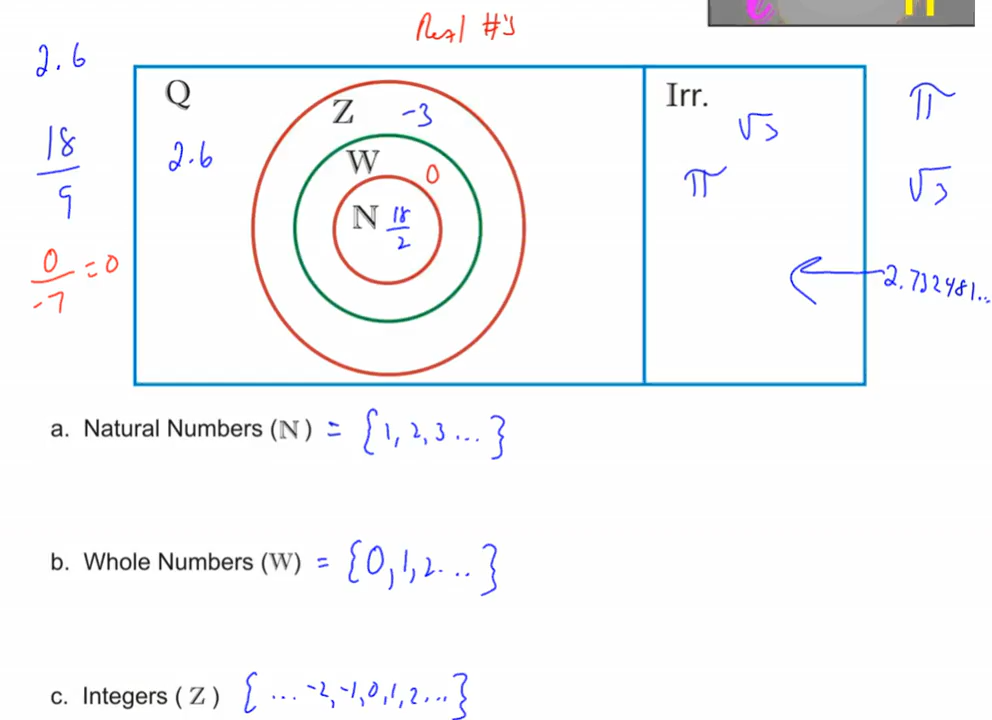 Real #'s
2.6
Q
Z -3
Irr.
π
√3
W
0
2.6
18/9
π
√3
N 18/2
0/-7 = 0
2.732481...
a. Natural Numbers (ℕ) = {1, 2, 3 ... }
b. Whole Numbers (W) = {0, 1, 2... }
c. Integers (Z) { ... -2, -1, 0, 1, 2 ... }